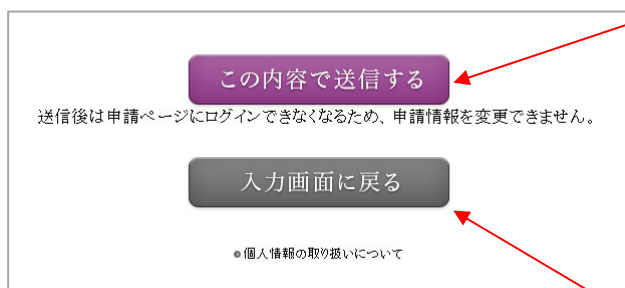 この内容で送信する
送信後は申請ページにログインできなくなるため、申請情報を変更できません。
入力画面に戻る
個人情報の取り扱いについて